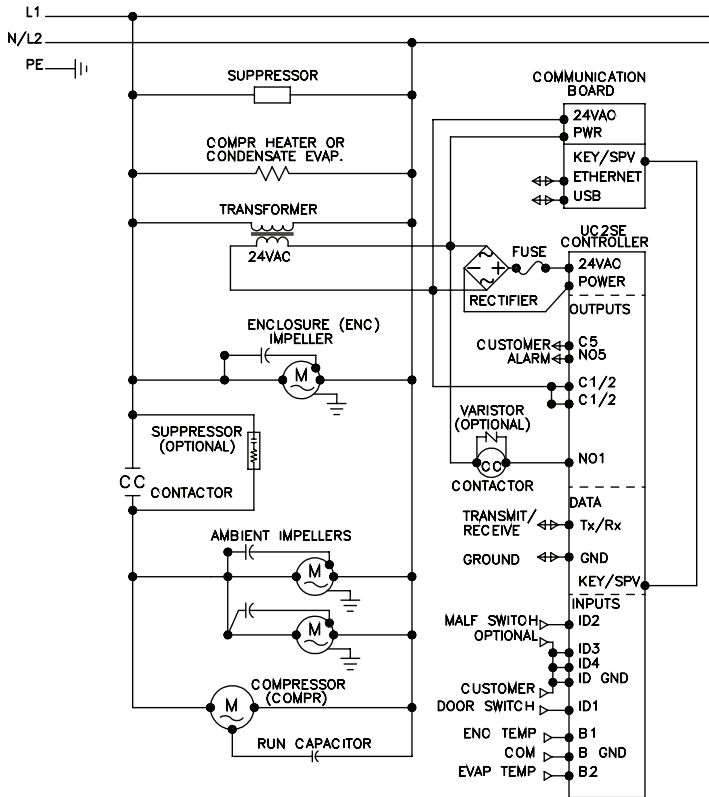 L1
N/L2
PE
SUPPRESSOR
COMPR HEATER OR
CONDENSATE EVAP.
TRANSFORMER
24VAC
ENCLOSURE (ENC)
IMPELLER
M
SUPPRESSOR
(OPTIONAL)
CC
CONTACTOR
AMBIENT IMPELLERS
M
M
COMPRESSOR
(COMPR)
M
RUN CAPACITOR
COMMUNICATION
BOARD
24VAC
PWR
KEY/SPV
ETHERNET
USB
UC2SE
CONTROLLER
FUSE
24VAC
POWER
RECTIFIER
OUTPUTS
CUSTOMER C5
ALARM NO5
C1/2
C1/2
VARISTOR
(OPTIONAL)
CC
NO1
CONTACTOR
DATA
TRANSMIT/
RECEIVE
Tx/Rx
GROUND GND
KEY/SPV
INPUTS
MALF SWITCH ID2
OPTIONAL
ID3
ID4
ID GND
CUSTOMER
DOOR SWITCH ID1
ENC TEMP B1
COM B GND
EVAP TEMP B2